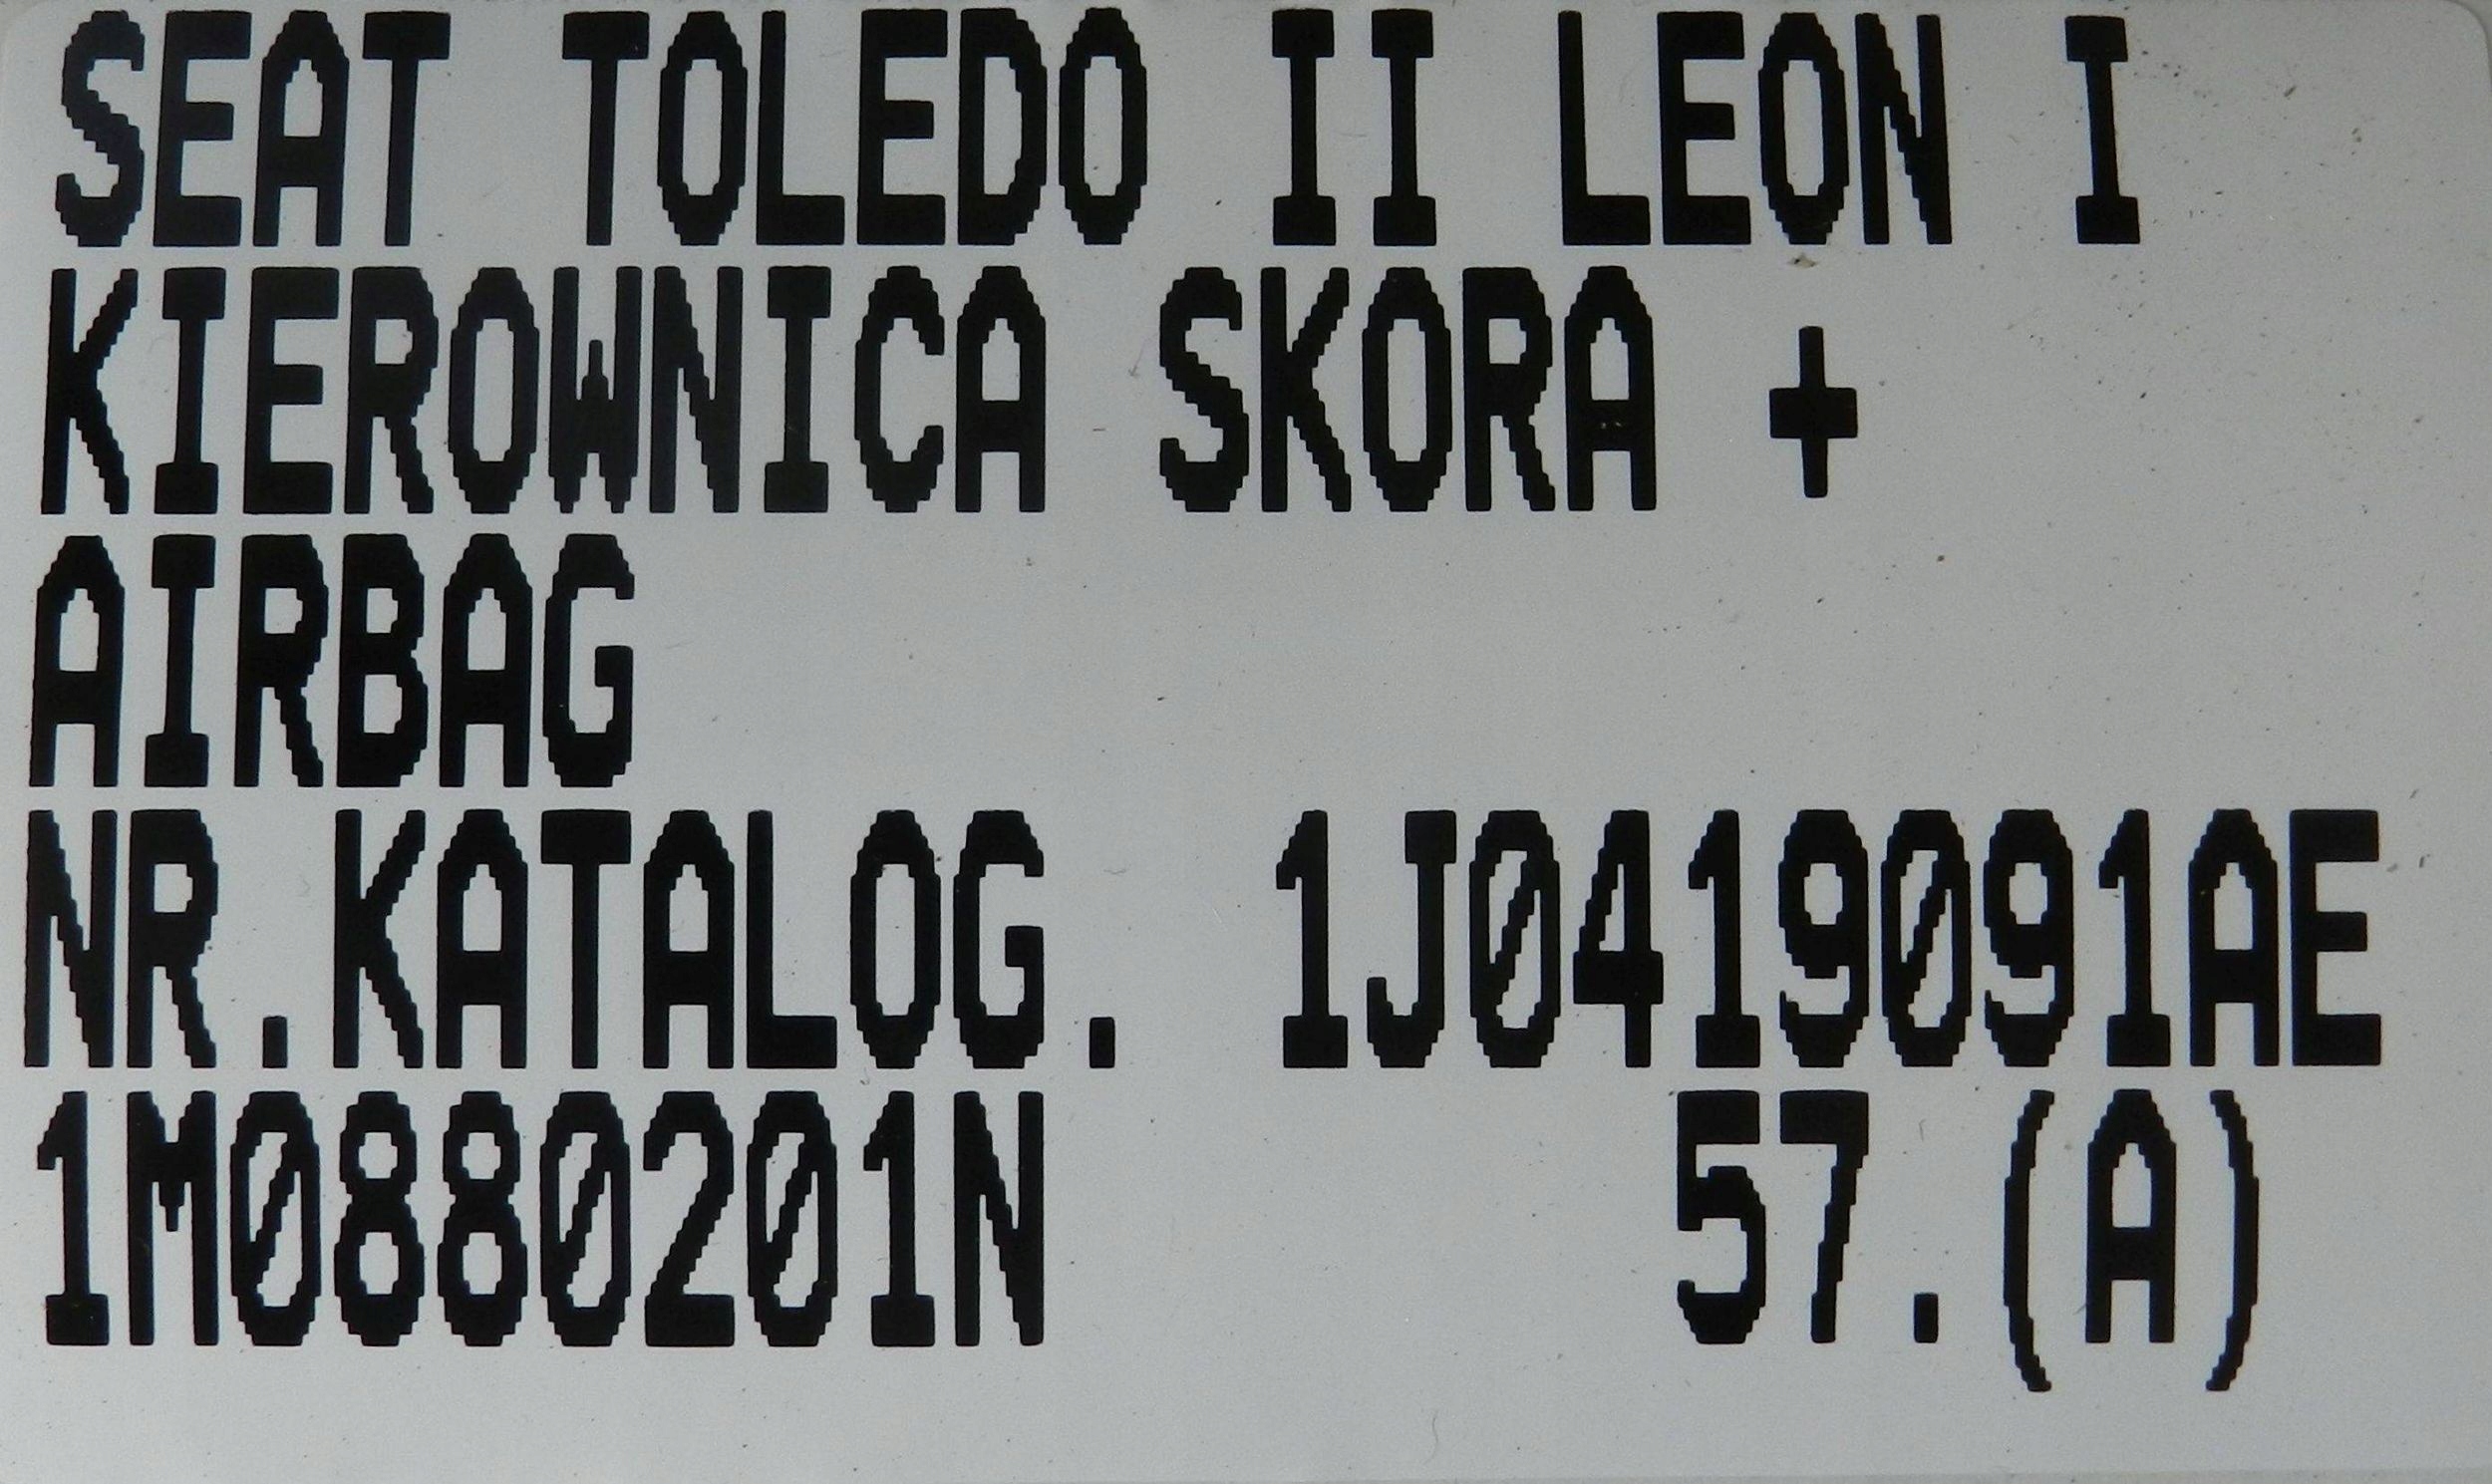 SEAT TOLEDO II LEON I
KIEROWNICA SKORA +
AIRBAG
NR.KATALOG. 1J0419091AE
1M0880201N 57.(A)